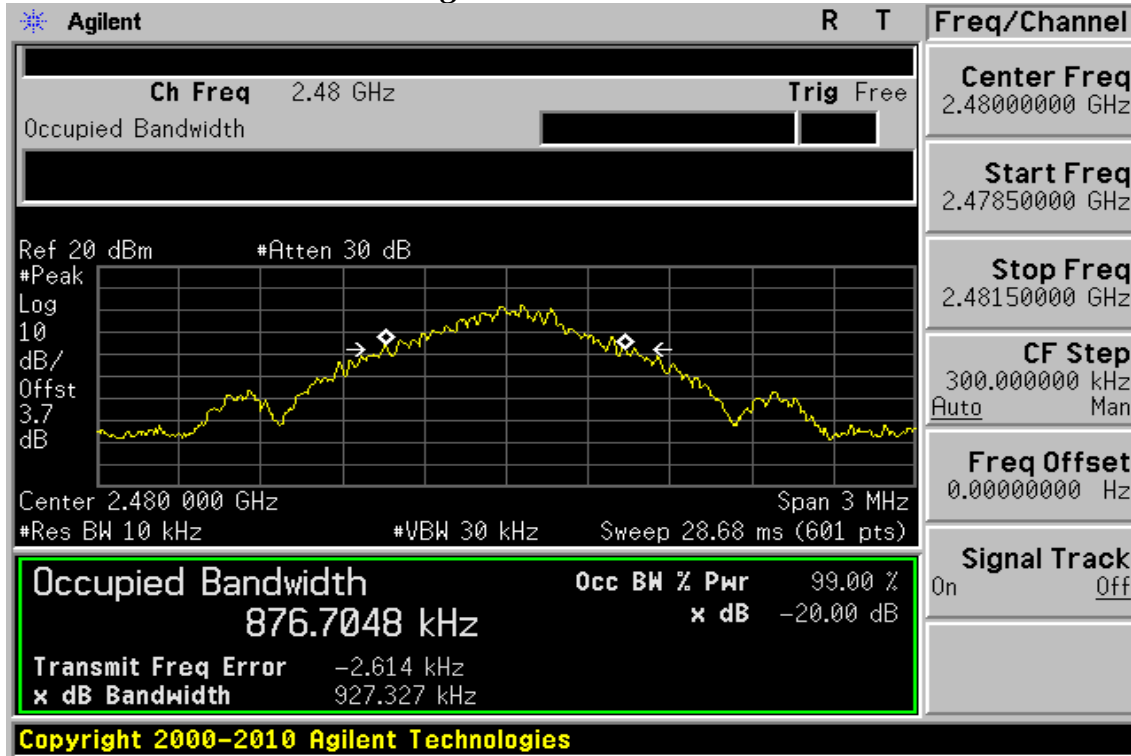 Agilent R T
Freq/Channel
Ch Freq 2.48 GHz Trig Free
Occupied Bandwidth
Center Freq
2.48000000 GHz
Start Freq
2.47850000 GHz
Stop Freq
2.48150000 GHz
CF Step
300.000000 kHz
Auto Man
Freq Offset
0.00000000 Hz
Signal Track
On Off
Ref 20 dBm #Atten 30 dB
#Peak
Log
10
dB/
Offst
3.7
dB
Center 2.480 000 GHz Span 3 MHz
#Res BW 10 kHz #VBW 30 kHz Sweep 28.68 ms (601 pts)
Occupied Bandwidth
876.7048 kHz
Occ BW % Pwr 99.00 %
x dB -20.00 dB
Transmit Freq Error -2.614 kHz
x dB Bandwidth 927.327 kHz
Copyright 2000-2010 Agilent Technologies